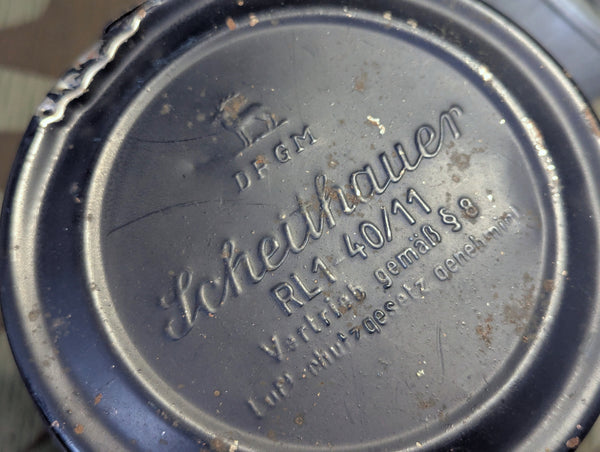 DRGM
Scheithauer
RL1 40/11
Vertrieb gemäß § 8
Luftschutzgesetz genehmigt